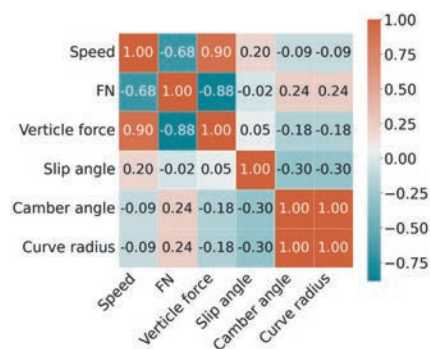 1.00
Speed 1.00 -0.68 0.90 0.20 -0.09 -0.09
0.75
FN -0.68 1.00 -0.88 -0.02 0.24 0.24
0.50
Verticle force 0.90 -0.88 1.00 0.05 -0.18 -0.18
0.25
0.00
Slip angle 0.20 -0.02 0.05 1.00 -0.30 -0.30
-0.25
Camber angle -0.09 0.24 -0.18 -0.30 1.00 1.00
-0.50
Curve radius -0.09 0.24 -0.18 -0.30 1.00 1.00
-0.75
Speed
FN
Verticle force
Slip angle
Camber angle
Curve radius